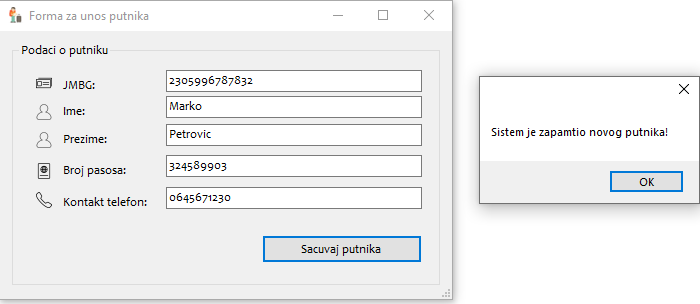 Forma za unos putnika
Podaci o putniku
JMBG: 2305996787832
Ime: Marko
Prezime: Petrovic
Broj pasosa: 324589903
Kontakt telefon: 0645671230
Sacuvaj putnika
Sistem je zapamtio novog putnika!
OK